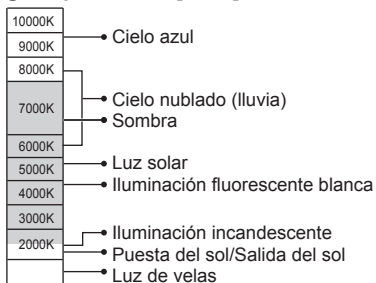 10000K
9000K
Cielo azul
8000K
Cielo nublado (lluvia)
7000K
Sombra
6000K
5000K
Luz solar
4000K
Iluminación fluorescente blanca
3000K
Iluminación incandescente
2000K
Puesta del sol/Salida del sol
Luz de velas